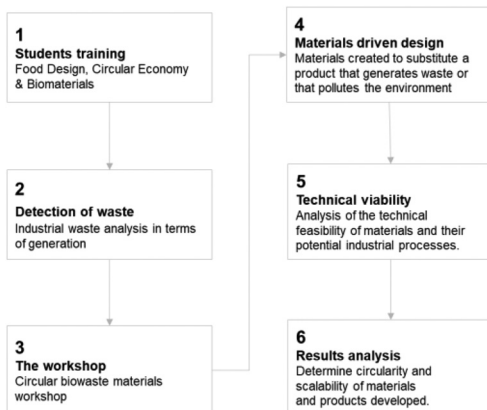 1
Students training
Food Design, Circular Economy
& Biomaterials
2
Detection of waste
Industrial waste analysis in terms
of generation
3
The workshop
Circular biowaste materials
workshop
4
Materials driven design
Materials created to substitute a
product that generates waste or
that pollutes the environment
5
Technical viability
Analysis of the technical
feasibility of materials and their
potential industrial processes.
6
Results analysis
Determine circularity and
scalability of materials
and products developed.